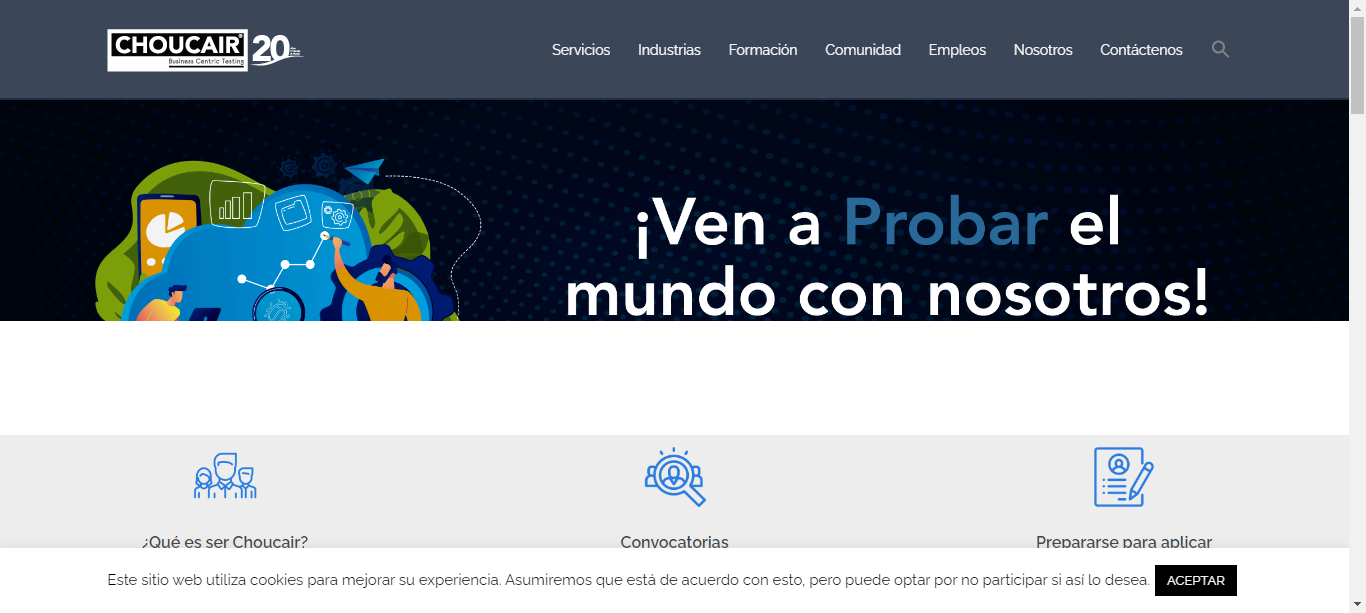 CHOUCAIR®
Business Centric Testing
20
Servicios
Industrias
Formación
Comunidad
Empleos
Nosotros
Contáctenos
¡Ven a Probar el
mundo con nosotros!
¿Qué es ser Choucair?
Convocatorias
Prepararse para aplicar
Este sitio web utiliza cookies para mejorar su experiencia. Asumiremos que está de acuerdo con esto, pero puede optar por no participar si así lo desea.
ACEPTAR